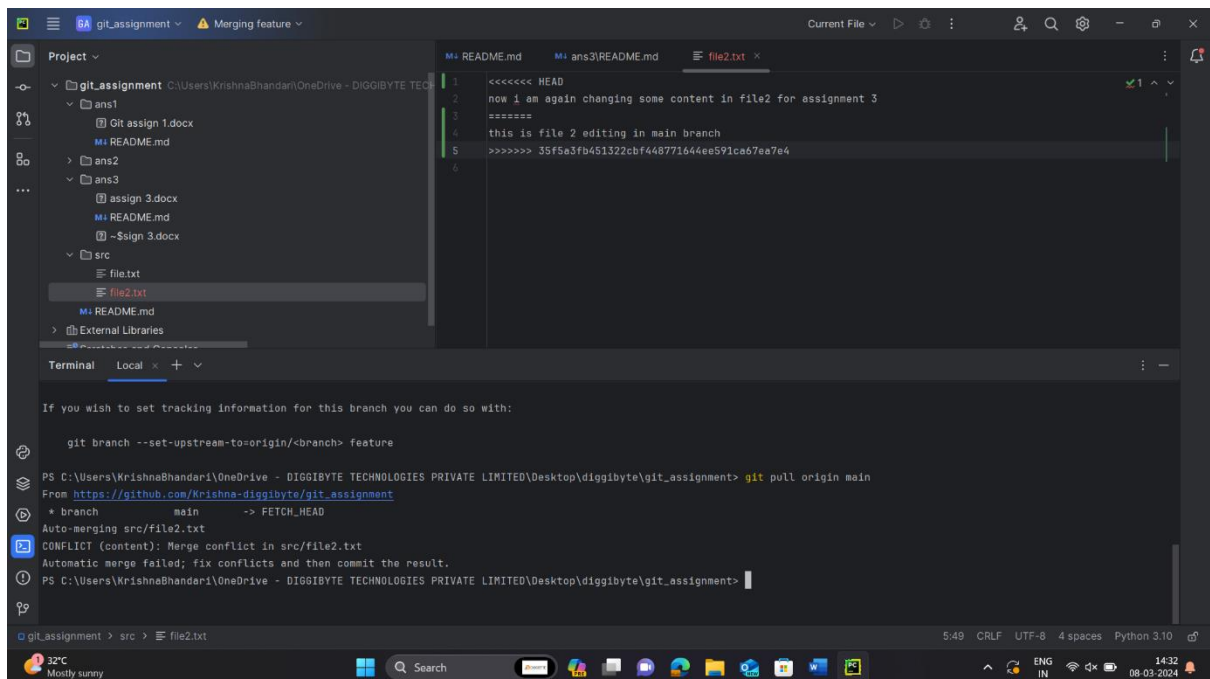 GA git_assignment Merging feature Current File
Project
git_assignment C:\Users\KrishnaBhandari\OneDrive - DIGGIBYTE TECH
ans1
Git assign 1.docx
M↓ README.md
ans2
ans3
assign 3.docx
M↓ README.md
~$sign 3.docx
src
file.txt
file2.txt
M↓ README.md
External Libraries
M↓ README.md M↓ ans3\README.md file2.txt
1 <<<<<<< HEAD
2 now i am again changing some content in file2 for assignment 3
3 =======
4 this is file 2 editing in main branch
5 >>>>>>> 35f5a3fb451322cbf448771644ee591ca67ea7e4
6
1
Terminal Local
If you wish to set tracking information for this branch you can do so with:
git branch --set-upstream-to=origin/<branch> feature
PS C:\Users\KrishnaBhandari\OneDrive - DIGGIBYTE TECHNOLOGIES PRIVATE LIMITED\Desktop\diggibyte\git_assignment> git pull origin main
From https://github.com/Krishna-diggibyte/git_assignment
* branch main -> FETCH_HEAD
Auto-merging src/file2.txt
CONFLICT (content): Merge conflict in src/file2.txt
Automatic merge failed; fix conflicts and then commit the result.
PS C:\Users\KrishnaBhandari\OneDrive - DIGGIBYTE TECHNOLOGIES PRIVATE LIMITED\Desktop\diggibyte\git_assignment>
git_assignment > src > file2.txt 5:49 CRLF UTF-8 4 spaces Python 3.10
1 32°C
Mostly sunny
Search
PRE
NEW
W
PC
ENG
IN
14:32
08-03-2024